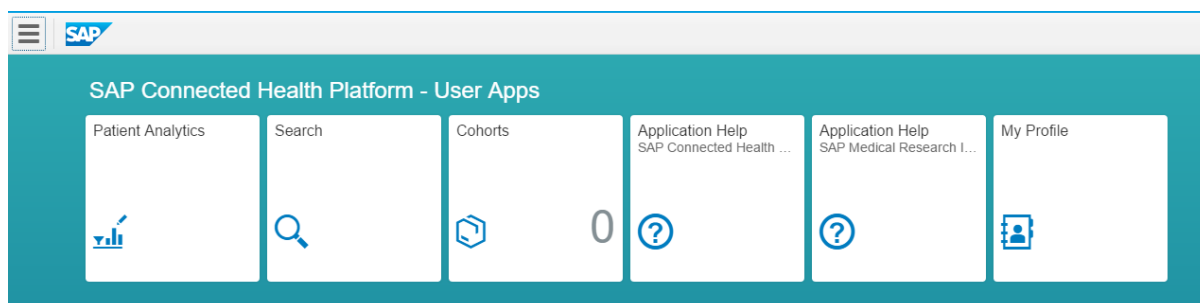 SAP
SAP Connected Health Platform - User Apps
Patient Analytics
Search
Cohorts
0
Application Help
SAP Connected Health ...
Application Help
SAP Medical Research I...
My Profile